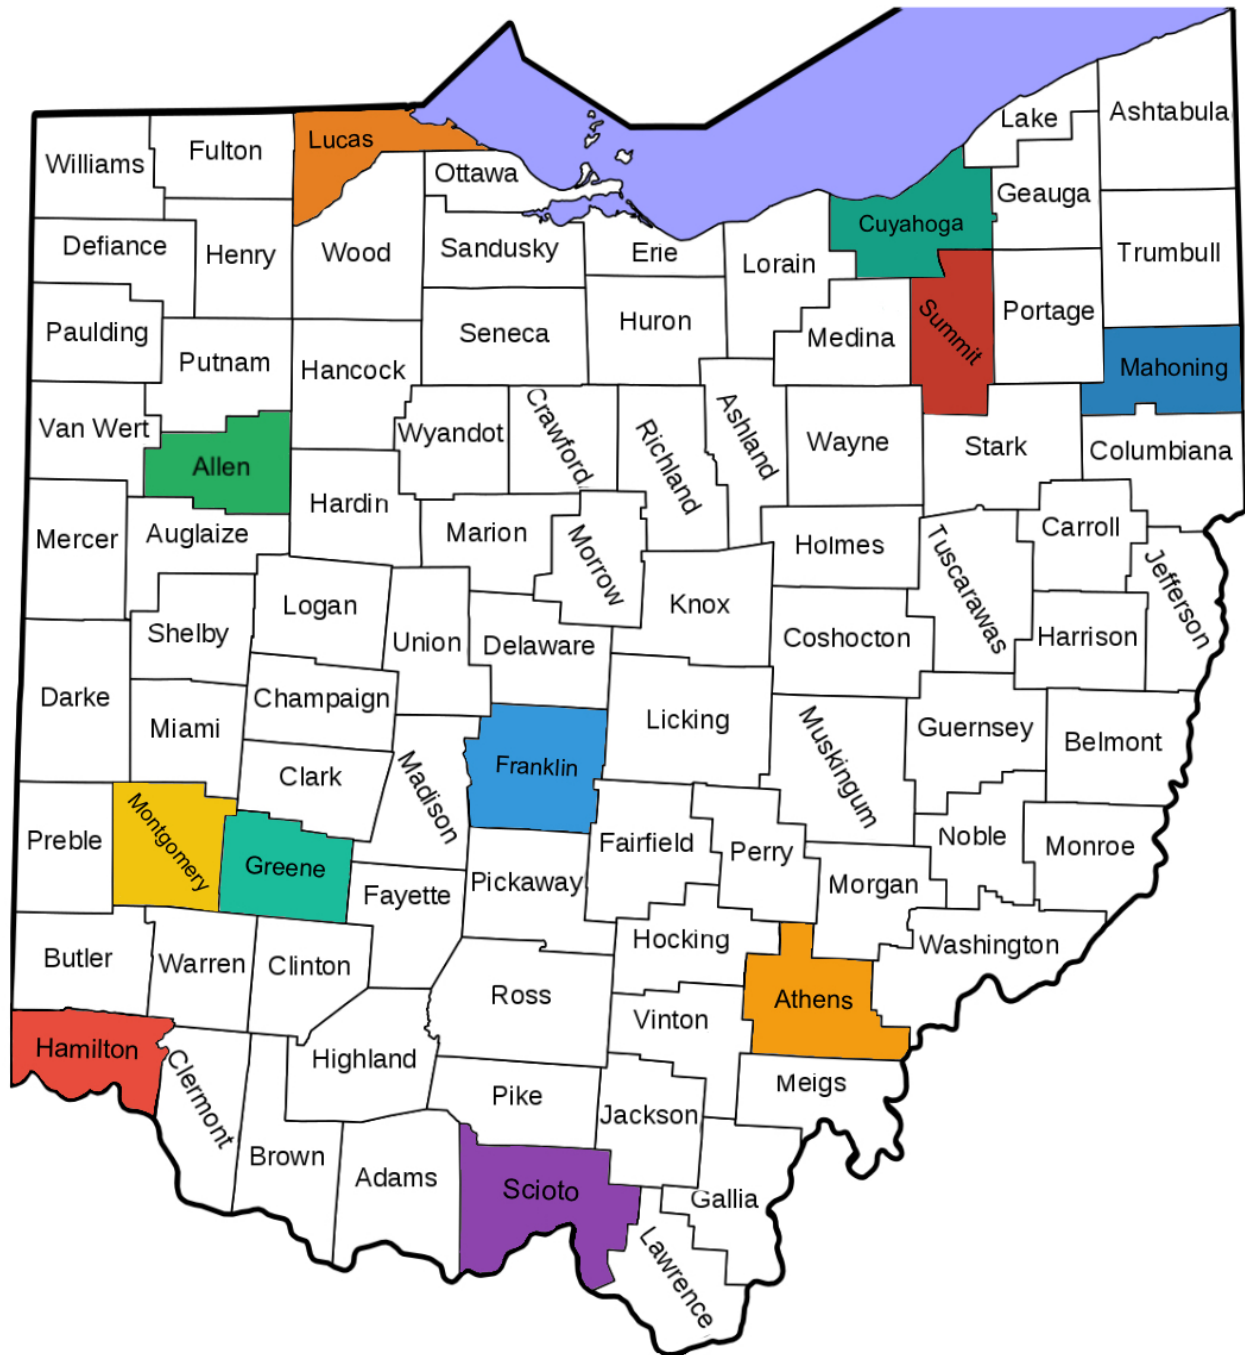 Lake
Ashtabula
Lucas
Fulton
Williams
Ottawa
Geauga
Cuyahoga
Defiance
Henry
Wood
Sandusky
Erie
Lorain
Trumbull
Paulding
Putnam
Hancock
Seneca
Huron
Medina
Summit
Portage
Mahoning
Van Wert
Allen
Wyandot
Crawford
Richland
Ashland
Wayne
Stark
Columbiana
Mercer
Auglaize
Hardin
Marion
Morrow
Holmes
Tuscarawas
Carroll
Jefferson
Logan
Shelby
Union
Delaware
Knox
Coshocton
Harrison
Darke
Miami
Champaign
Licking
Muskingum
Guernsey
Belmont
Clark
Madison
Franklin
Preble
Montgomery
Greene
Fayette
Pickaway
Fairfield
Perry
Morgan
Noble
Monroe
Butler
Warren
Clinton
Ross
Hocking
Athens
Washington
Hamilton
Clermont
Highland
Vinton
Pike
Jackson
Meigs
Brown
Adams
Scioto
Gallia
Lawrence